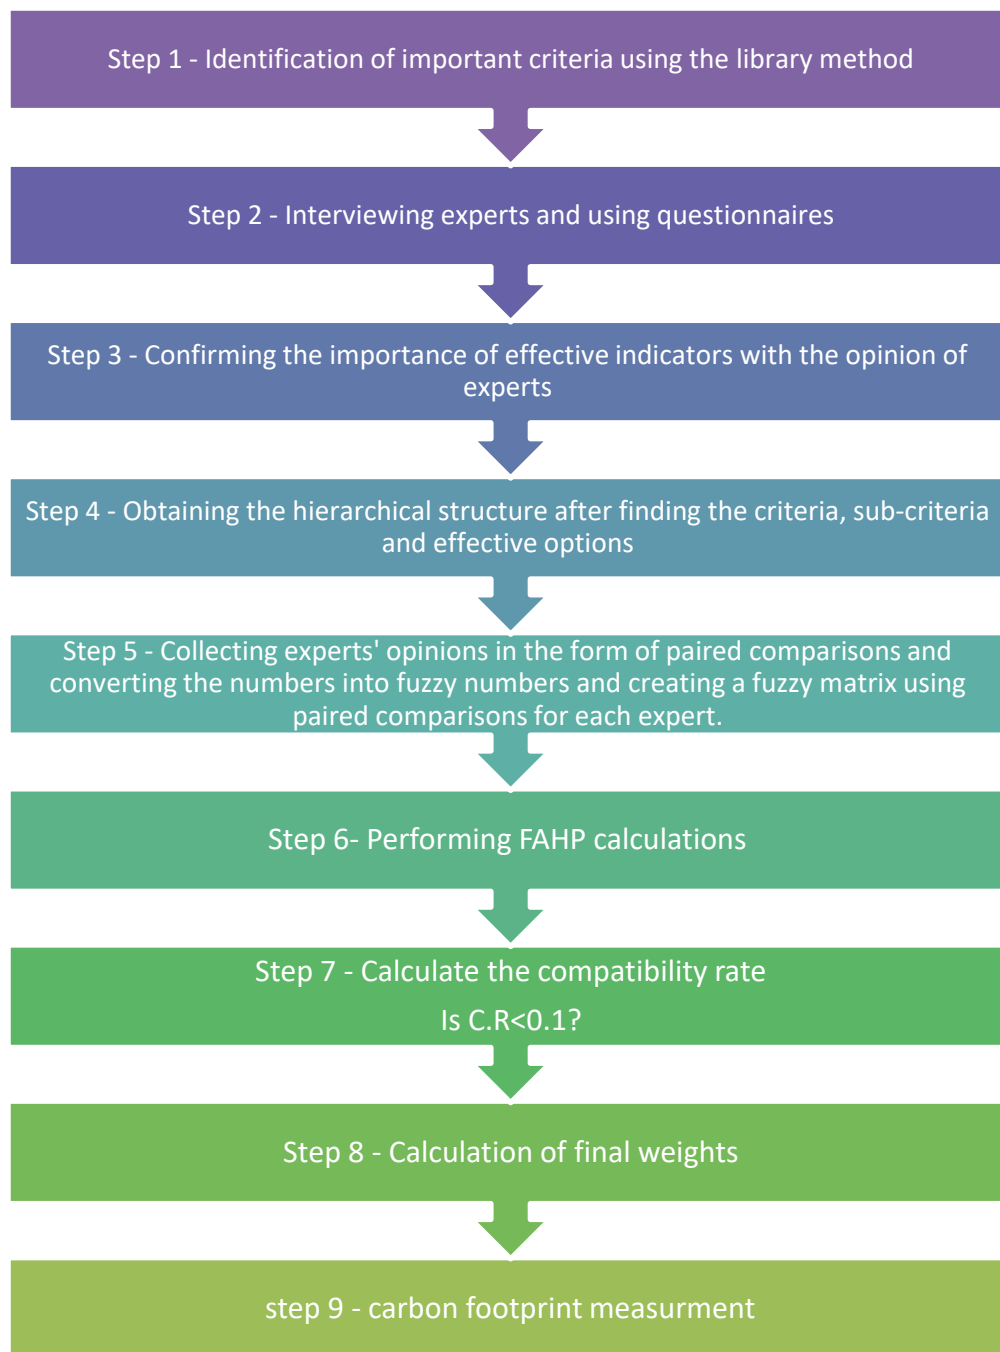 Step 1 - Identification of important criteria using the library method
Step 2 - Interviewing experts and using questionnaires
Step 3 - Confirming the importance of effective indicators with the opinion of
experts
Step 4 - Obtaining the hierarchical structure after finding the criteria, sub-criteria
and effective options
Step 5 - Collecting experts' opinions in the form of paired comparisons and
converting the numbers into fuzzy numbers and creating a fuzzy matrix using
paired comparisons for each expert.
Step 6- Performing FAHP calculations
Step 7 - Calculate the compatibility rate
Is C.R<0.1?
Step 8 - Calculation of final weights
step 9 - carbon footprint measurment